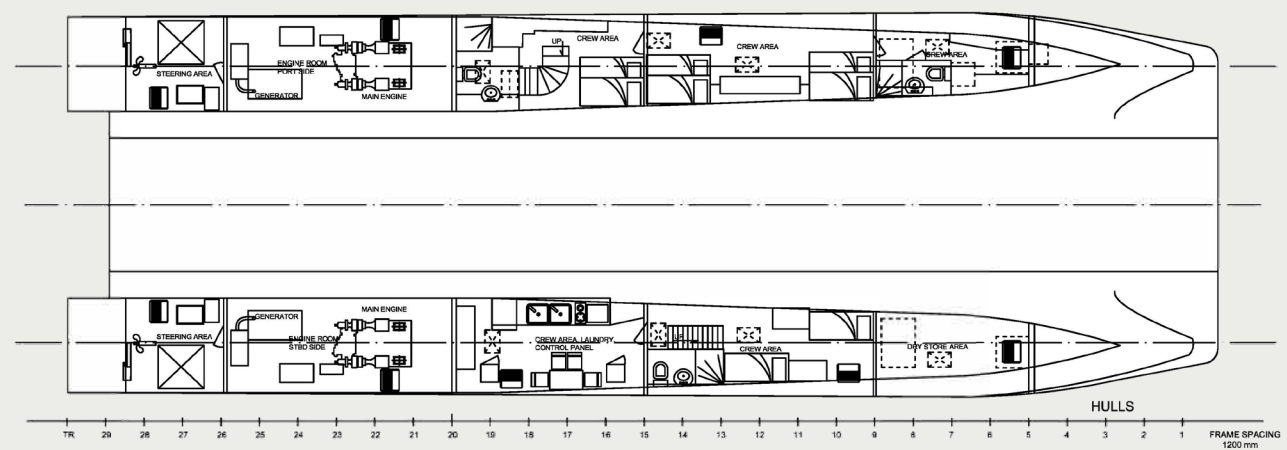 UP
CREW AREA
CREW AREA
CREW AREA
STEERING AREA
ENGINE ROOM
PORT SIDE
GENERATOR
MAIN ENGINE
GENERATOR
MAIN ENGINE
STEERING AREA
ENGINE ROOM
STBD SIDE
CREW AREA, LAUNDRY
CONTROL PANEL
UP
CREW AREA
DRY STORE AREA
HULLS
TR 29 28 27 26 25 24 23 22 21 20 19 18 17 16 15 14 13 12 11 10 9 8 7 6 5 4 3 2 1 FRAME SPACING
1200 mm